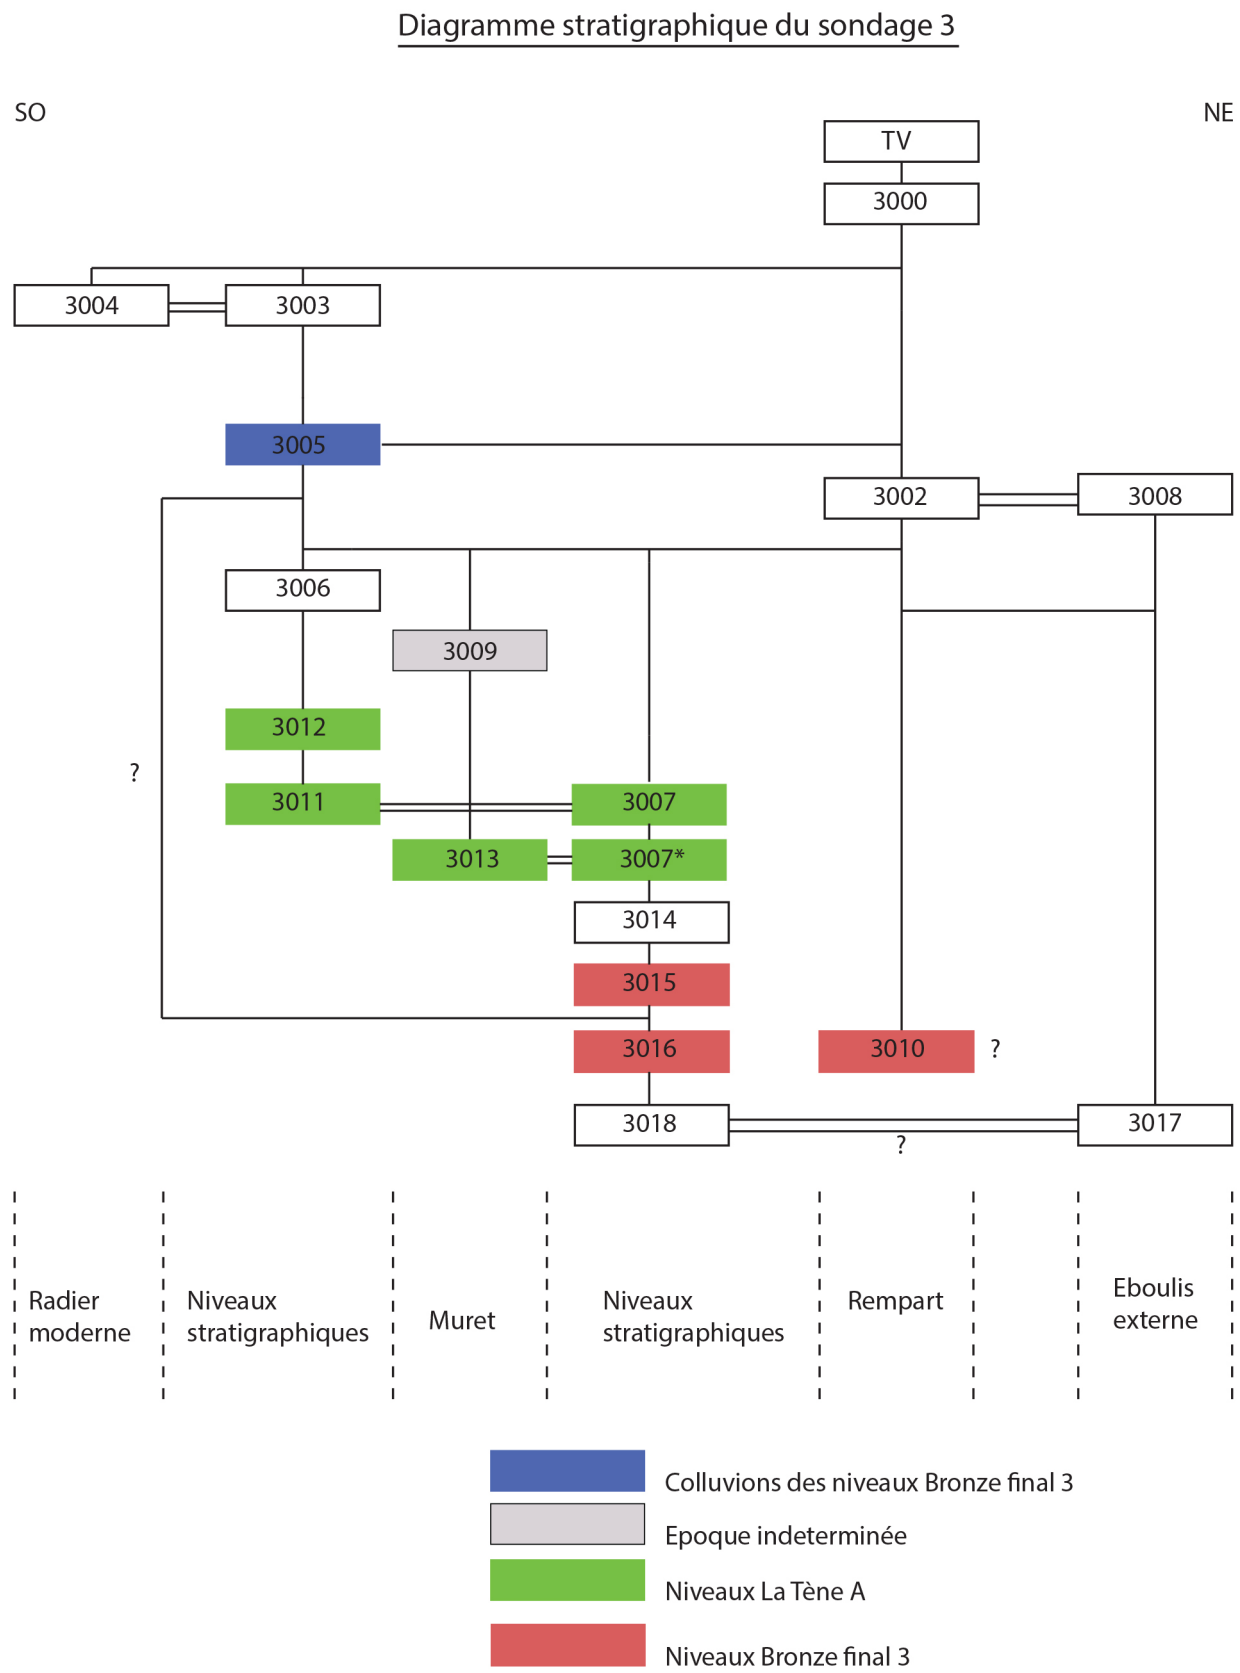 Diagramme stratigraphique du sondage 3
SO
NE
TV
3000
3004
3003
3005
3002
3008
3006
3009
3012
?
3011
3007
3013
3007*
3014
3015
3016
3010
?
3018
3017
?
Radier
moderne
Niveaux
stratigraphiques
Muret
Niveaux
stratigraphiques
Rempart
Eboulis
externe
Colluvions des niveaux Bronze final 3
Epoque indeterminée
Niveaux La Tène A
Niveaux Bronze final 3